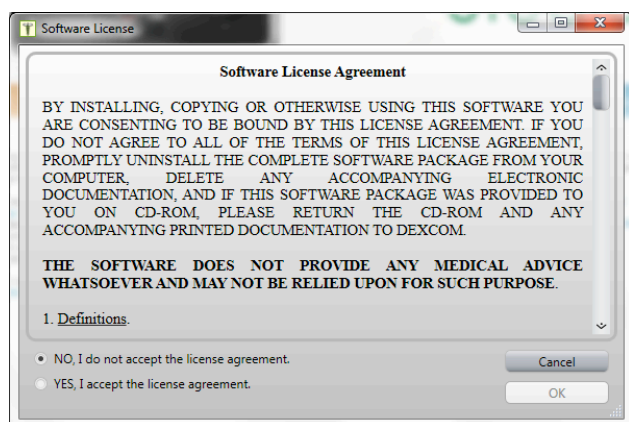 Software License
Software License Agreement
BY INSTALLING, COPYING OR OTHERWISE USING THIS SOFTWARE YOU
ARE CONSENTING TO BE BOUND BY THIS LICENSE AGREEMENT. IF YOU
DO NOT AGREE TO ALL OF THE TERMS OF THIS LICENSE AGREEMENT,
PROMPTLY UNINSTALL THE COMPLETE SOFTWARE PACKAGE FROM YOUR
COMPUTER, DELETE ANY ACCOMPANYING ELECTRONIC
DOCUMENTATION, AND IF THIS SOFTWARE PACKAGE WAS PROVIDED TO
YOU ON CD-ROM, PLEASE RETURN THE CD-ROM AND ANY
ACCOMPANYING PRINTED DOCUMENTATION TO DEXCOM.
THE SOFTWARE DOES NOT PROVIDE ANY MEDICAL ADVICE
WHATSOEVER AND MAY NOT BE RELIED UPON FOR SUCH PURPOSE.
1. Definitions.
NO, I do not accept the license agreement.
Cancel
YES, I accept the license agreement.
OK